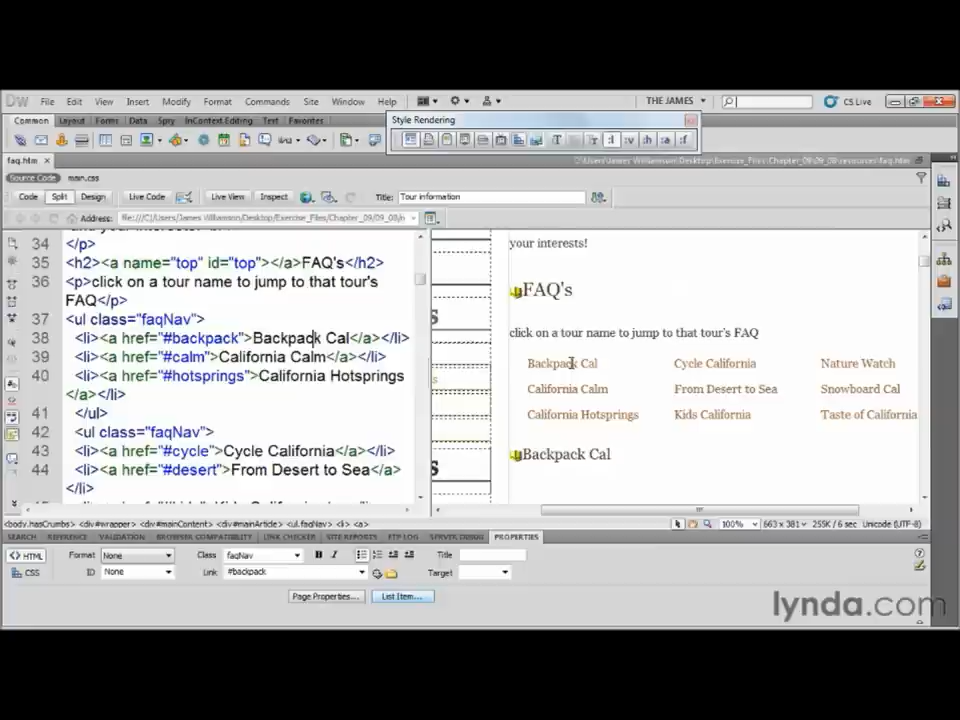 DW File Edit View Insert Modify Format Commands Site Window Help THE JAMES CS Live
Common Layout Forms Data Spry InContext Editing Text Favorites
Style Rendering
faq.htm
Source Code main.css
Code Split Design Live Code Live View Inspect Title: Tour information
Address: file:///C|/Users/James Williamson/Desktop/Exercise_Files/Chapter_09/09_08/
34 </p>
35 <h2><a name="top" id="top"></a>FAQ's</h2>
36 <p>click on a tour name to jump to that tour's
FAQ</p>
37 <ul class="faqNav">
38 <li><a href="#backpack">Backpack Cal</a></li>
39 <li><a href="#calm">California Calm</a></li>
40 <li><a href="#hotsprings">California Hotsprings
</a></li>
41 </ul>
42 <ul class="faqNav">
43 <li><a href="#cycle">Cycle California</a></li>
44 <li><a href="#desert">From Desert to Sea</a>
</li>
your interests!
FAQ's
click on a tour name to jump to that tour's FAQ
Backpack Cal Cycle California Nature Watch
California Calm From Desert to Sea Snowboard Cal
California Hotsprings Kids California Taste of California
Backpack Cal
<body.hasCrumbs> <div#wrapper> <div#mainContent> <div#mainArticle> <ul.faqNav> <li> <a>
100% 663 x 381 255K / 6 sec Unicode (UTF-8)
SEARCH REFERENCE VALIDATION BROWSER COMPATIBILITY LINK CHECKER SITE REPORTS FTP LOG SERVER DEBUG PROPERTIES
HTML Format None Class faqNav B I Title
CSS ID None Link #backpack Target
Page Properties... List Item...
lynda.com